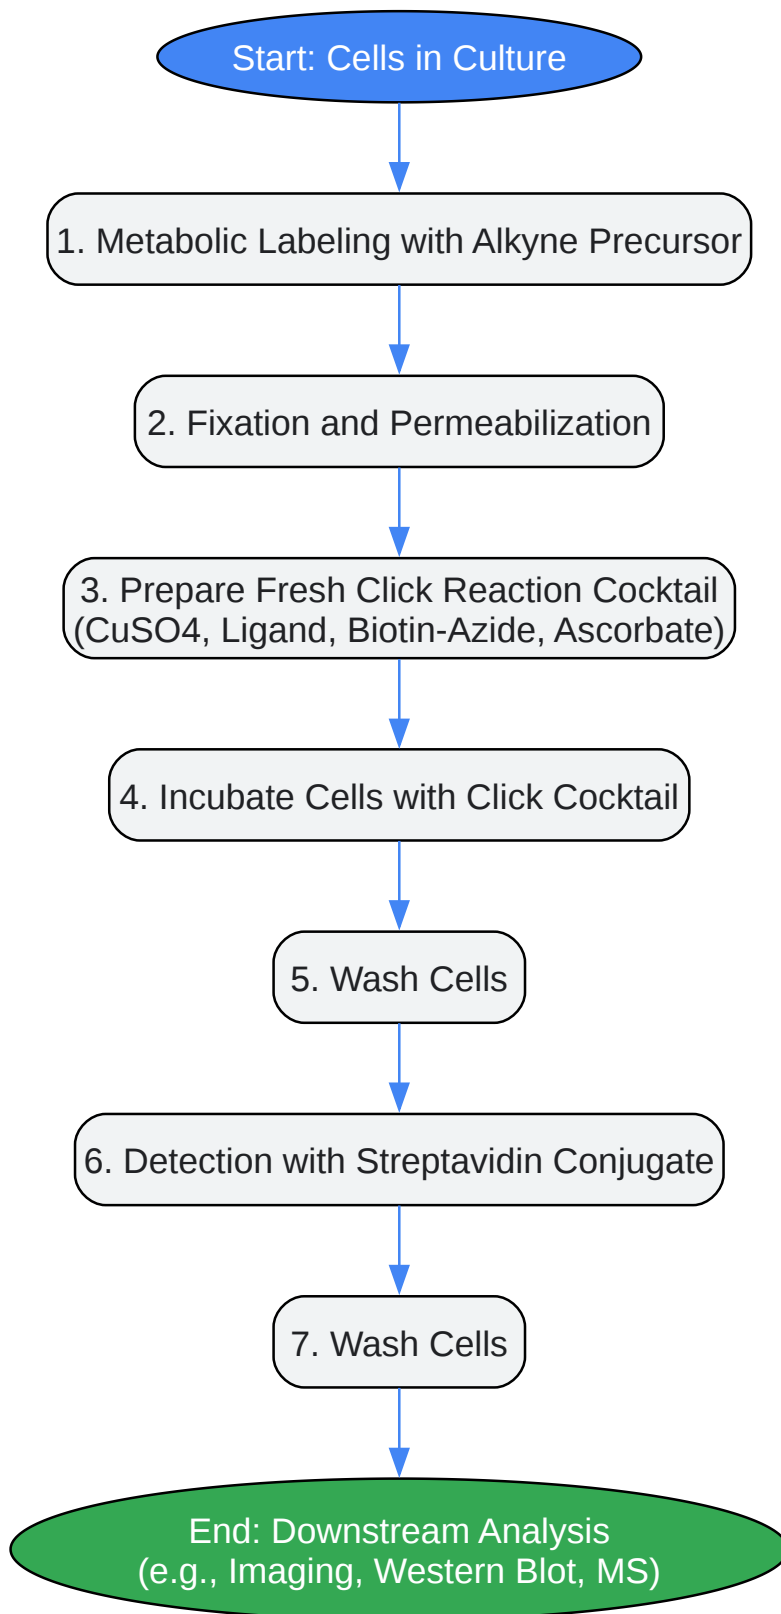 Start: Cells in Culture
1. Metabolic Labeling with Alkyne Precursor
2. Fixation and Permeabilization
3. Prepare Fresh Click Reaction Cocktail
(CuSO4, Ligand, Biotin-Azide, Ascorbate)
4. Incubate Cells with Click Cocktail
5. Wash Cells
6. Detection with Streptavidin Conjugate
7. Wash Cells
End: Downstream Analysis
(e.g., Imaging, Western Blot, MS)